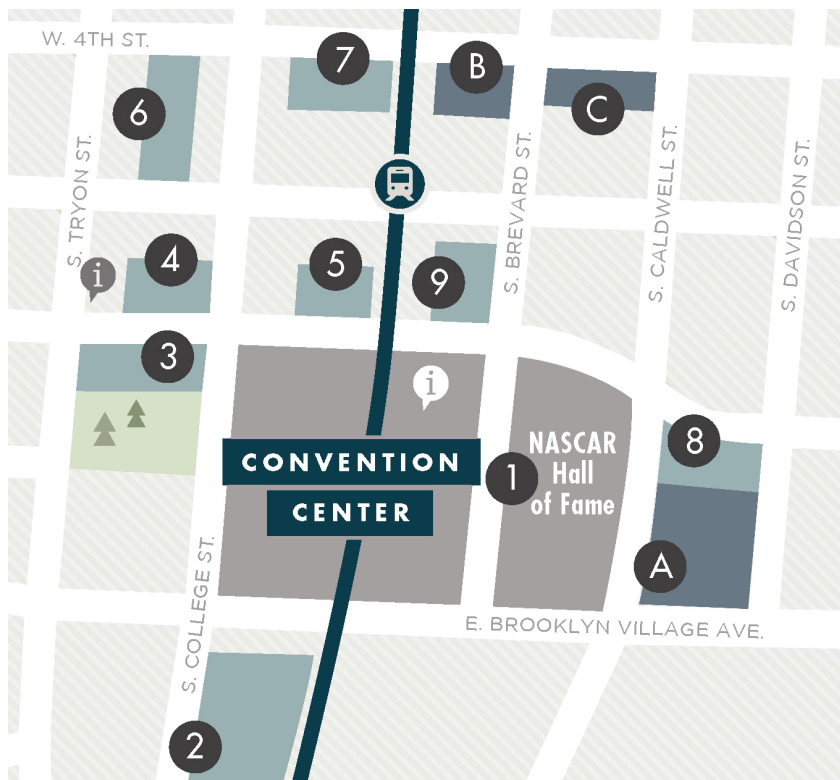 W. 4TH ST.
7
B
C
6
S. TRYON ST.
S. BREVARD ST.
S. CALDWELL ST.
S. DAVIDSON ST.
i
4
5
9
3
i
8
CONVENTION
CENTER
1
NASCAR
Hall
of Fame
A
S. COLLEGE ST.
E. BROOKLYN VILLAGE AVE.
2